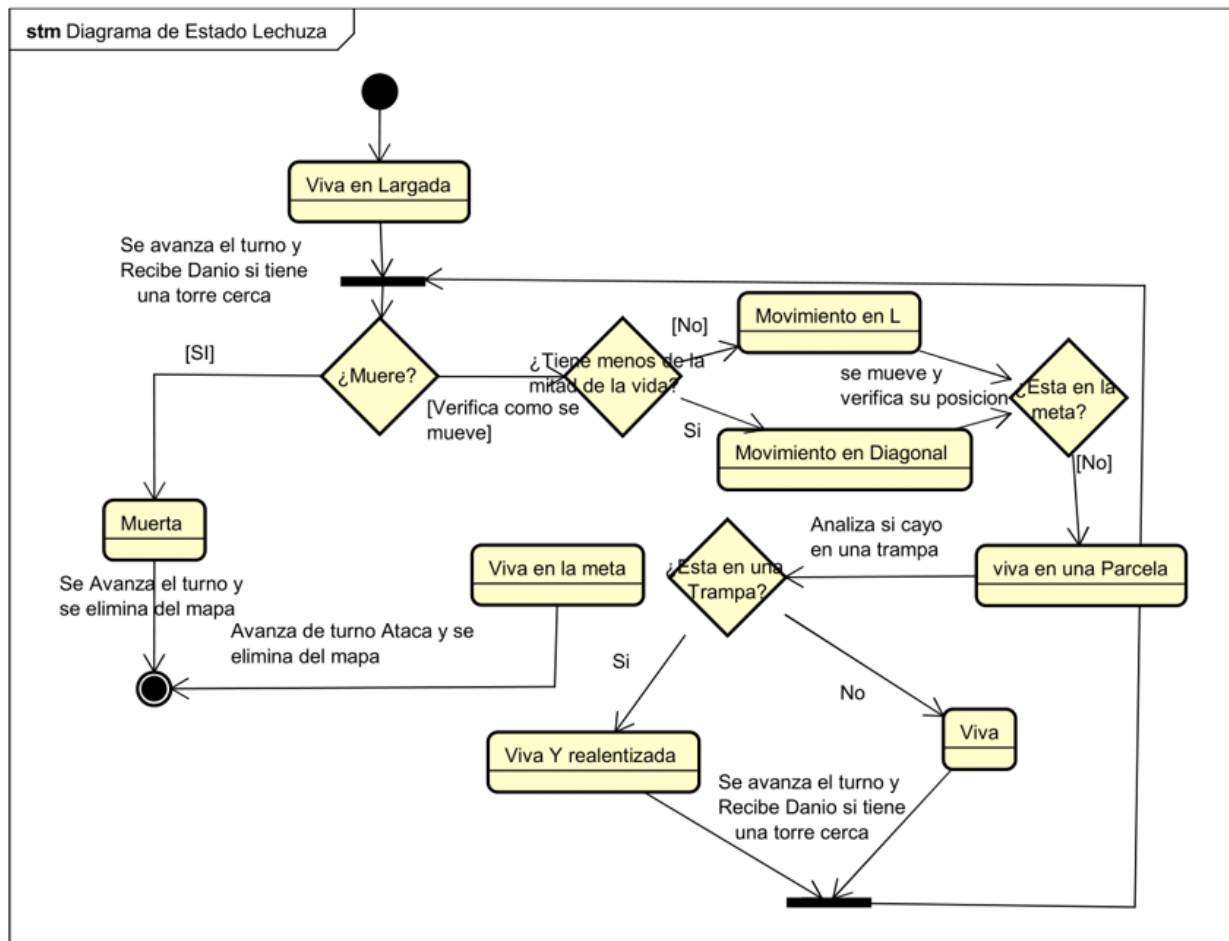 stm Diagrama de Estado Lechuza
Viva en Largada
Se avanza el turno y
Recibe Danio si tiene
una torre cerca
[SI]
¿Muere?
[Verifica como se
mueve]
¿Tiene menos de la
mitad de la vida?
[No]
Si
Movimiento en L
Movimiento en Diagonal
se mueve y
verifica su posicion
¿Esta en la
meta?
[No]
Muerta
Se Avanza el turno y
se elimina del mapa
Viva en la meta
Avanza de turno Ataca y se
elimina del mapa
Analiza si cayo
en una trampa
viva en una Parcela
¿Esta en una
Trampa?
Si
No
Viva Y realentizada
Viva
Se avanza el turno y
Recibe Danio si tiene
una torre cerca